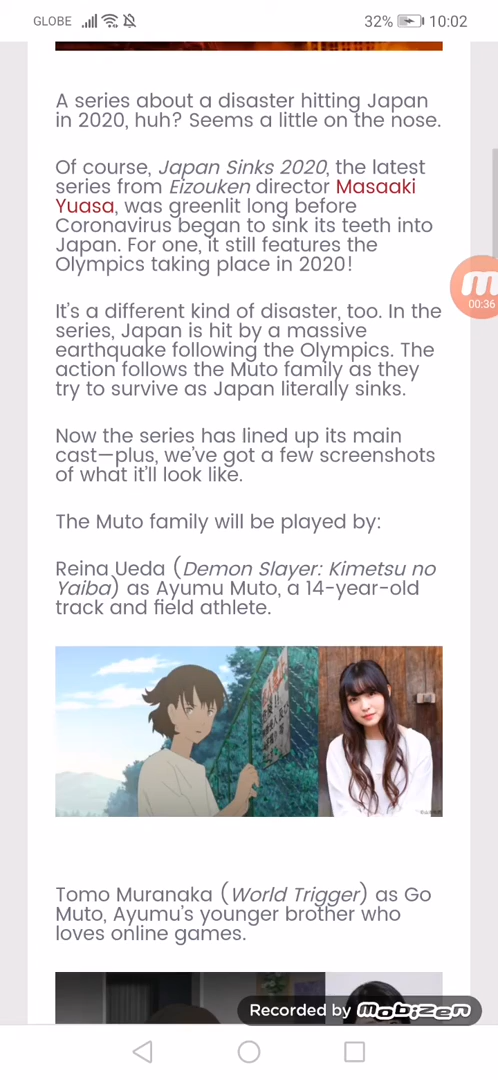 GLOBE 32% 10:02
A series about a disaster hitting Japan
in 2020, huh? Seems a little on the nose.
Of course, Japan Sinks 2020, the latest
series from Eizouken director Masaaki
Yuasa, was greenlit long before
Coronavirus began to sink its teeth into
Japan. For one, it still features the
Olympics taking place in 2020!
00:36
It's a different kind of disaster, too. In the
series, Japan is hit by a massive
earthquake following the Olympics. The
action follows the Muto family as they
try to survive as Japan literally sinks.
Now the series has lined up its main
cast—plus, we've got a few screenshots
of what it'll look like.
The Muto family will be played by:
Reina Ueda (Demon Slayer: Kimetsu no
Yaiba) as Ayumu Muto, a 14-year-old
track and field athlete.
Tomo Muranaka (World Trigger) as Go
Muto, Ayumu's younger brother who
loves online games.
Recorded by mobizen